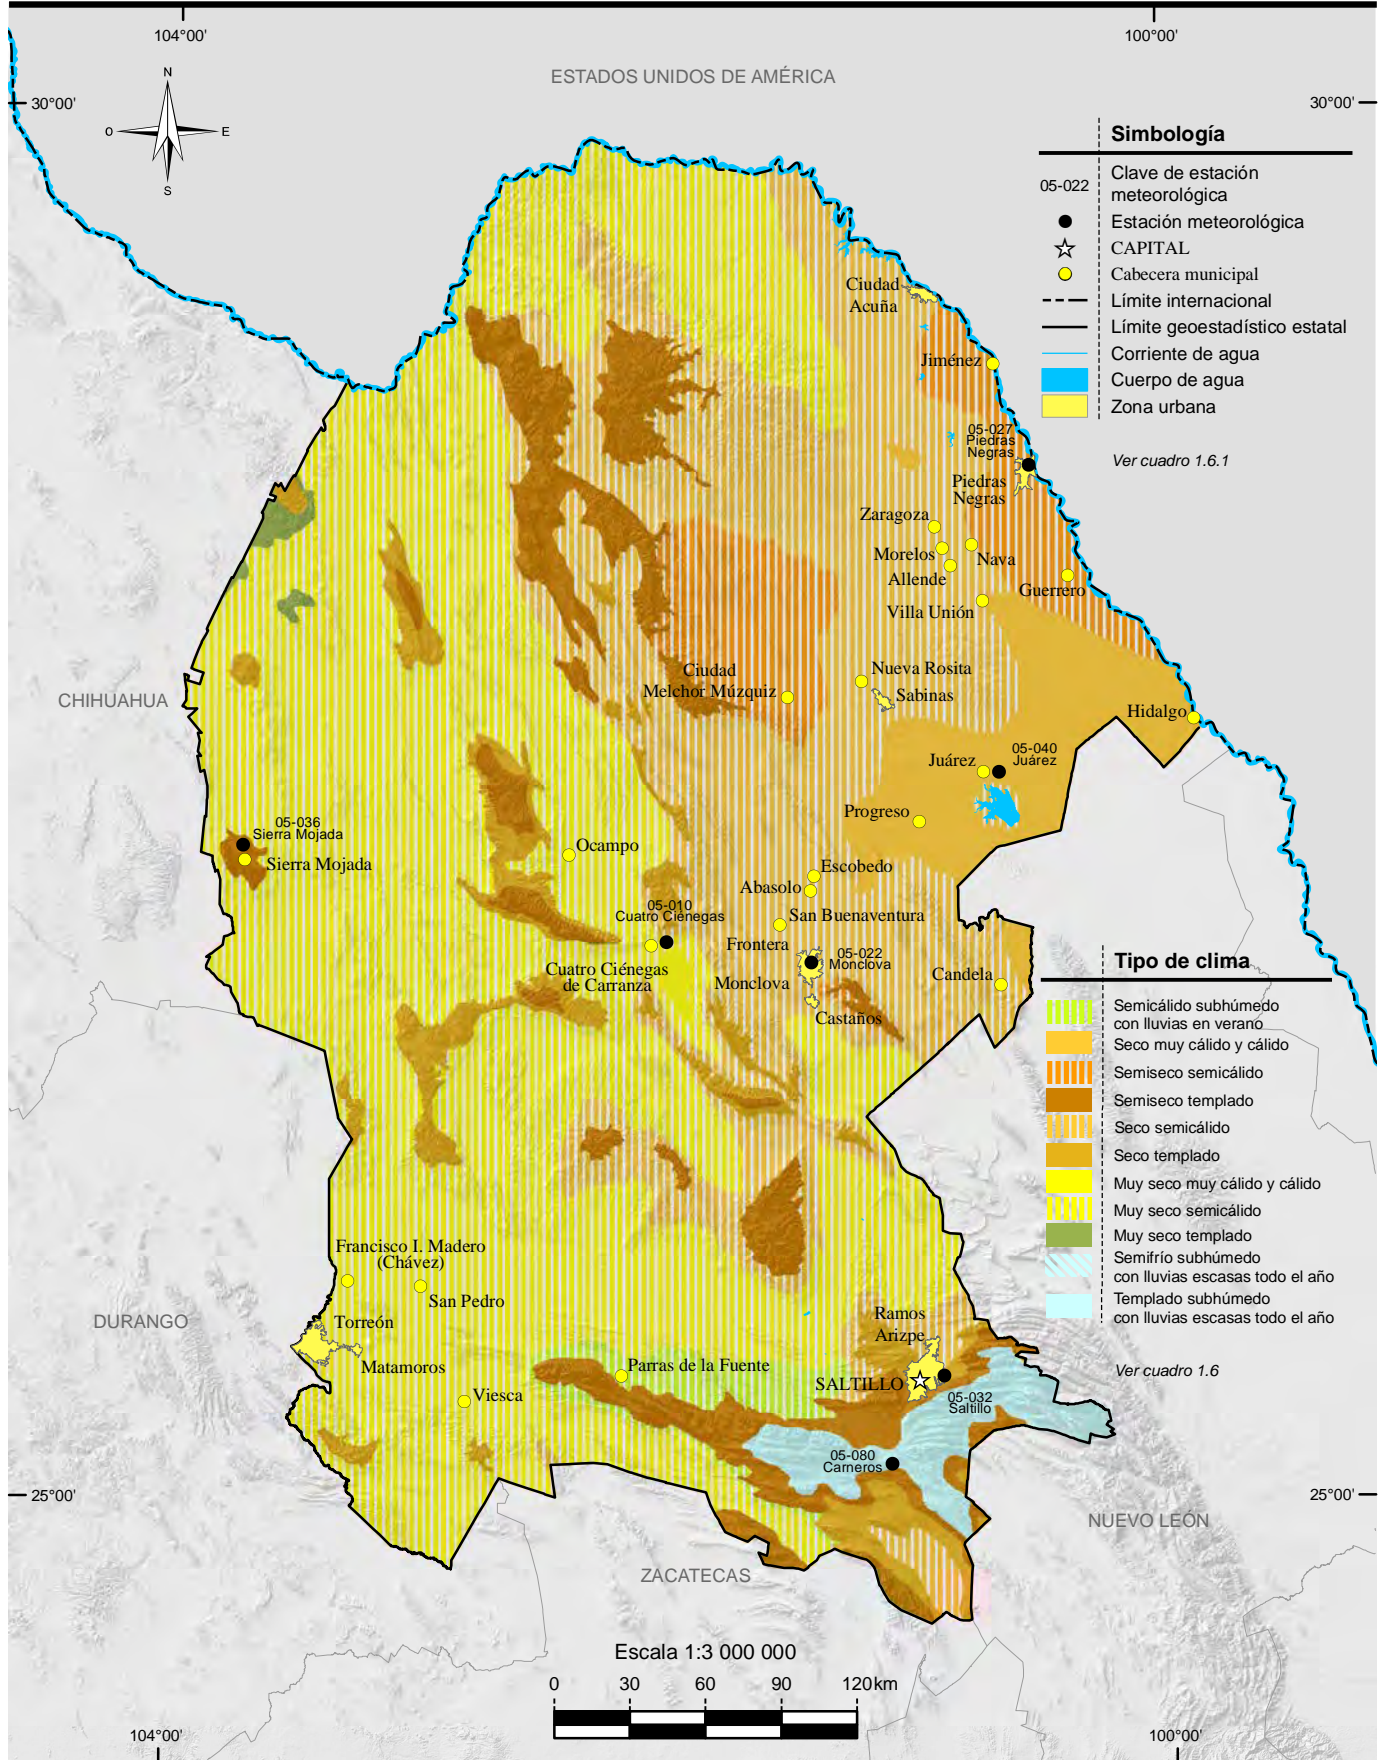 104°00'
100°00'
ESTADOS UNIDOS DE AMÉRICA
30°00'
30°00'
N
O
E
S
Simbología
05-022
Clave de estación
meteorológica
Estación meteorológica
CAPITAL
Cabecera municipal
Límite internacional
Límite geoestadístico estatal
Corriente de agua
Cuerpo de agua
Zona urbana
Ver cuadro 1.6.1
Ciudad
Acuña
Jiménez
05-027
Piedras
Negras
Piedras
Negras
Zaragoza
Morelos
Nava
Allende
Guerrero
Villa Unión
Ciudad
Melchor Múzquiz
Nueva Rosita
Sabinas
CHIHUAHUA
Hidalgo
Juárez
05-040
Juárez
Progreso
05-036
Sierra Mojada
Sierra Mojada
Ocampo
Escobedo
Abasolo
05-010
Cuatro Ciénegas
San Buenaventura
Frontera
05-022
Monclova
Cuatro Ciénegas
de Carranza
Monclova
Candela
Castaños
Tipo de clima
Semicálido subhúmedo
con lluvias en verano
Seco muy cálido y cálido
Semiseco semicálido
Semiseco templado
Seco semicálido
Seco templado
Muy seco muy cálido y cálido
Muy seco semicálido
Muy seco templado
Semifrío subhúmedo
con lluvias escasas todo el año
Templado subhúmedo
con lluvias escasas todo el año
Ver cuadro 1.6
Francisco I. Madero
(Chávez)
San Pedro
DURANGO
Torreón
Matamoros
Ramos
Arizpe
Parras de la Fuente
SALTILLO
Viesca
05-032
Saltillo
05-080
Carneros
25°00'
25°00'
NUEVO LEÓN
ZACATECAS
Escala 1:3 000 000
0 30 60 90 120km
104°00'
100°00'